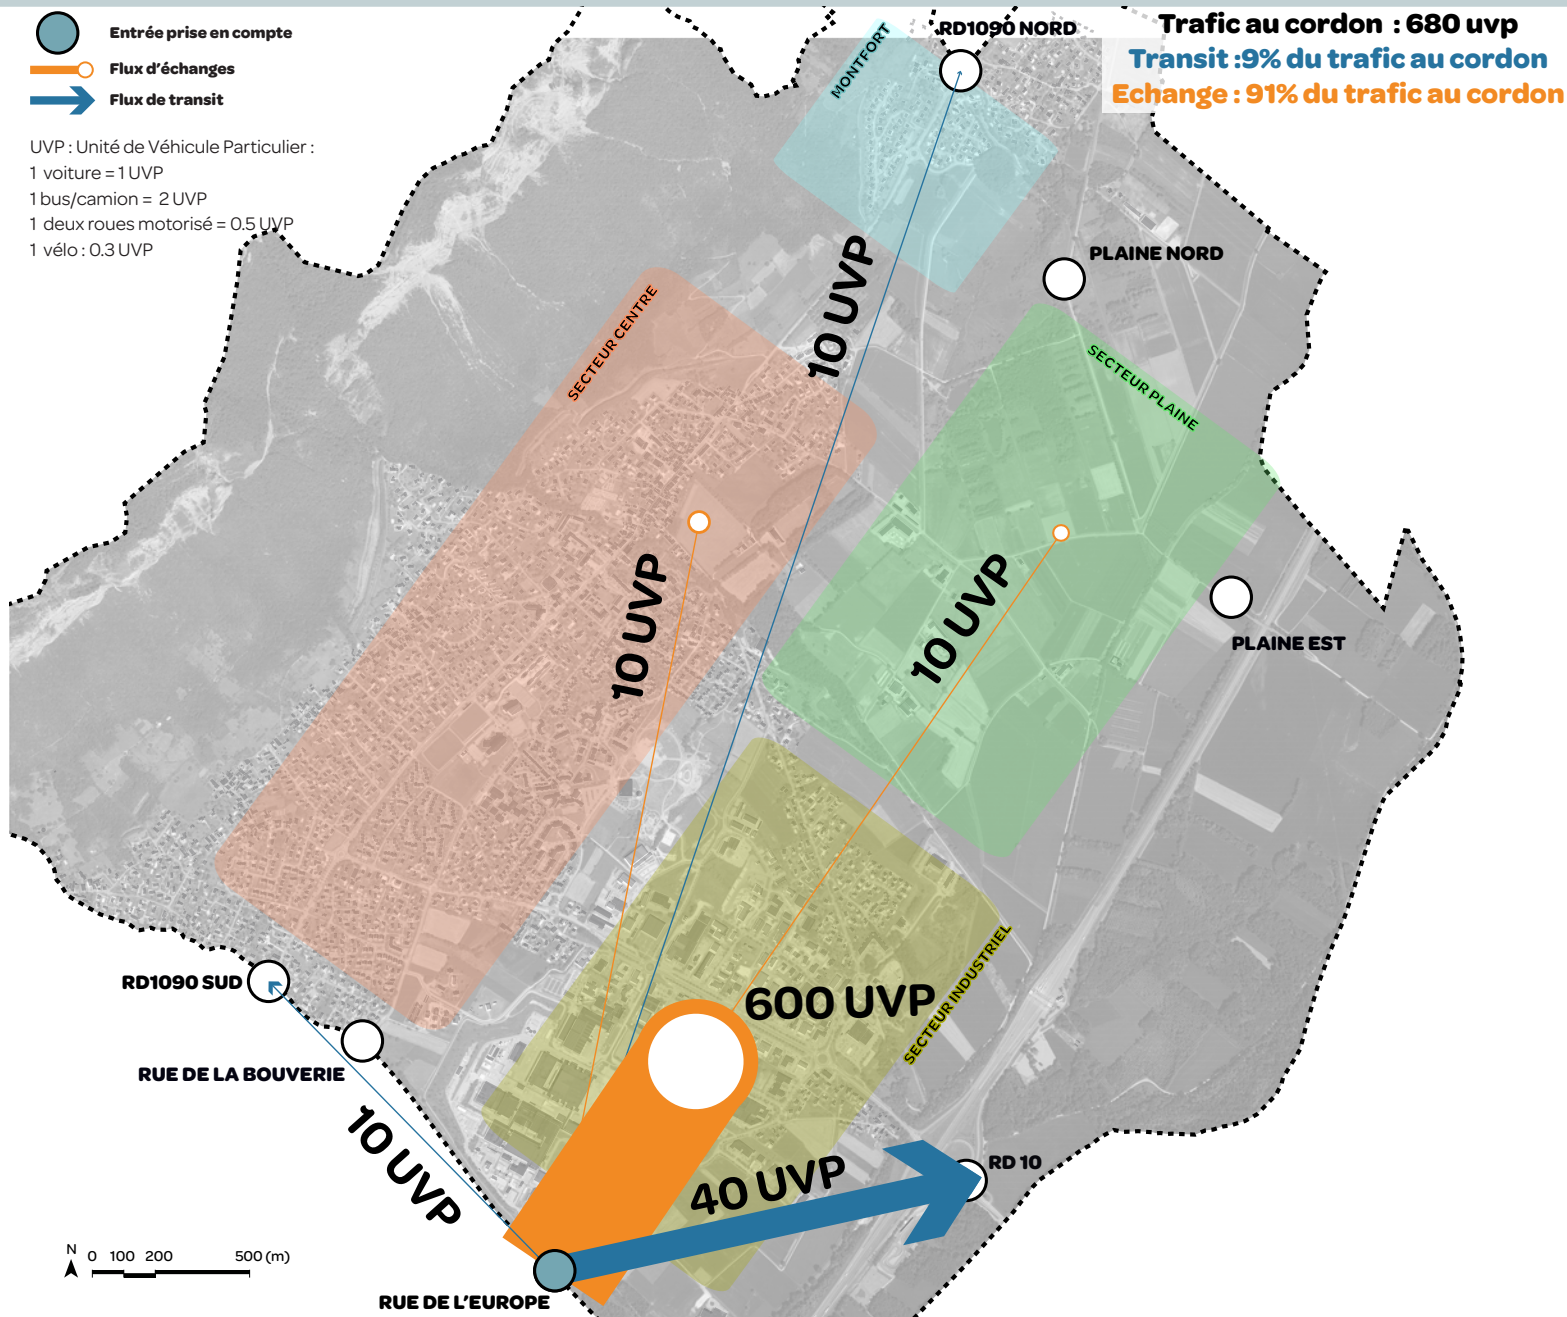 Entrée prise en compte
Flux d'échanges
Flux de transit
UVP : Unité de Véhicule Particulier :
1 voiture = 1 UVP
1 bus/camion = 2 UVP
1 deux roues motorisé = 0.5 UVP
1 vélo : 0.3 UVP
Trafic au cordon : 680 uvp
Transit :9% du trafic au cordon
Echange : 91% du trafic au cordon
RD1090 NORD
MONTFORT
PLAINE NORD
10 UVP
SECTEUR CENTRE
SECTEUR PLAINE
10 UVP
10 UVP
PLAINE EST
RD1090 SUD
600 UVP
SECTEUR INDUSTRIEL
RUE DE LA BOUVERIE
10 UVP
40 UVP
RD 10
N 0 100 200 500 (m)
RUE DE L'EUROPE